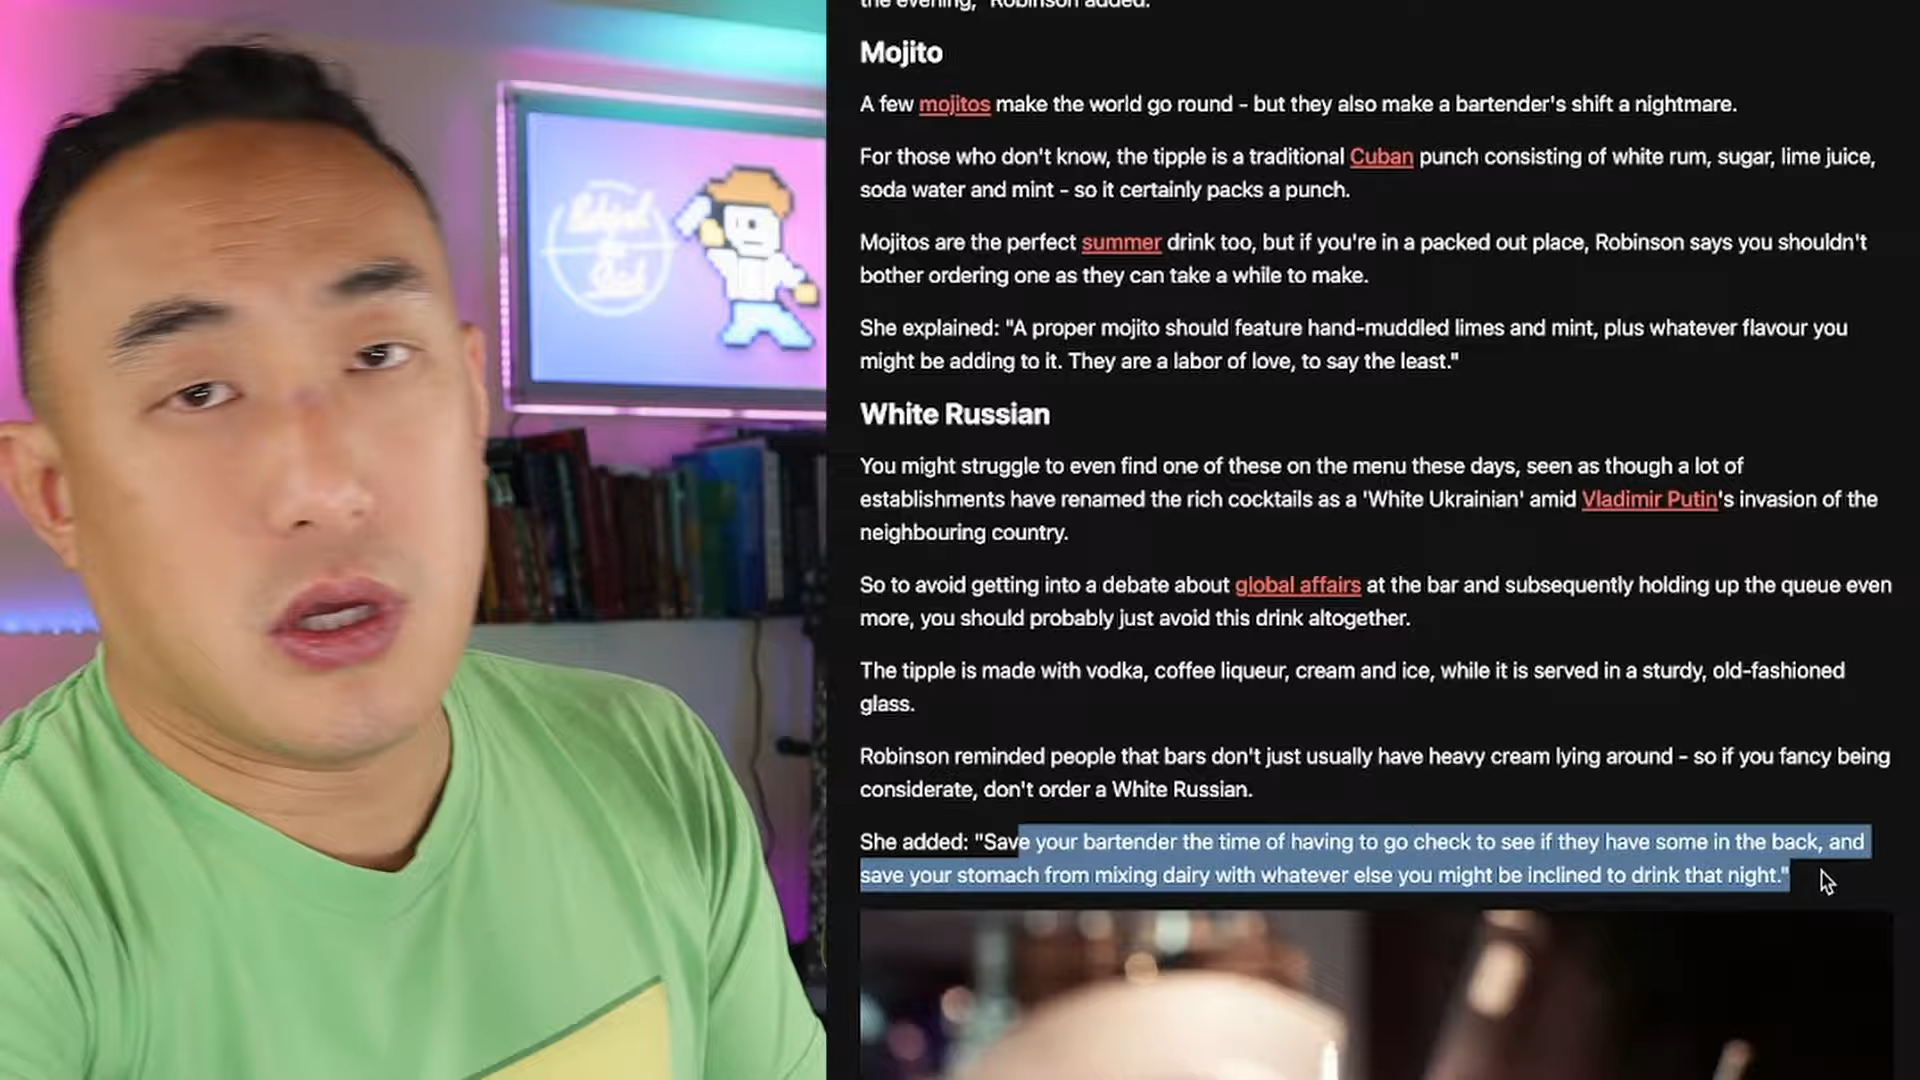 the evening," Robinson added.
Mojito
A few mojitos make the world go round - but they also make a bartender's shift a nightmare.
For those who don't know, the tipple is a traditional Cuban punch consisting of white rum, sugar, lime juice,
soda water and mint - so it certainly packs a punch.
Mojitos are the perfect summer drink too, but if you're in a packed out place, Robinson says you shouldn't
bother ordering one as they can take a while to make.
She explained: "A proper mojito should feature hand-muddled limes and mint, plus whatever flavour you
might be adding to it. They are a labor of love, to say the least."
White Russian
You might struggle to even find one of these on the menu these days, seen as though a lot of
establishments have renamed the rich cocktails as a 'White Ukrainian' amid Vladimir Putin's invasion of the
neighbouring country.
So to avoid getting into a debate about global affairs at the bar and subsequently holding up the queue even
more, you should probably just avoid this drink altogether.
The tipple is made with vodka, coffee liqueur, cream and ice, while it is served in a sturdy, old-fashioned
glass.
Robinson reminded people that bars don't just usually have heavy cream lying around - so if you fancy being
considerate, don't order a White Russian.
She added: "Save your bartender the time of having to go check to see if they have some in the back, and
save your stomach from mixing dairy with whatever else you might be inclined to drink that night."